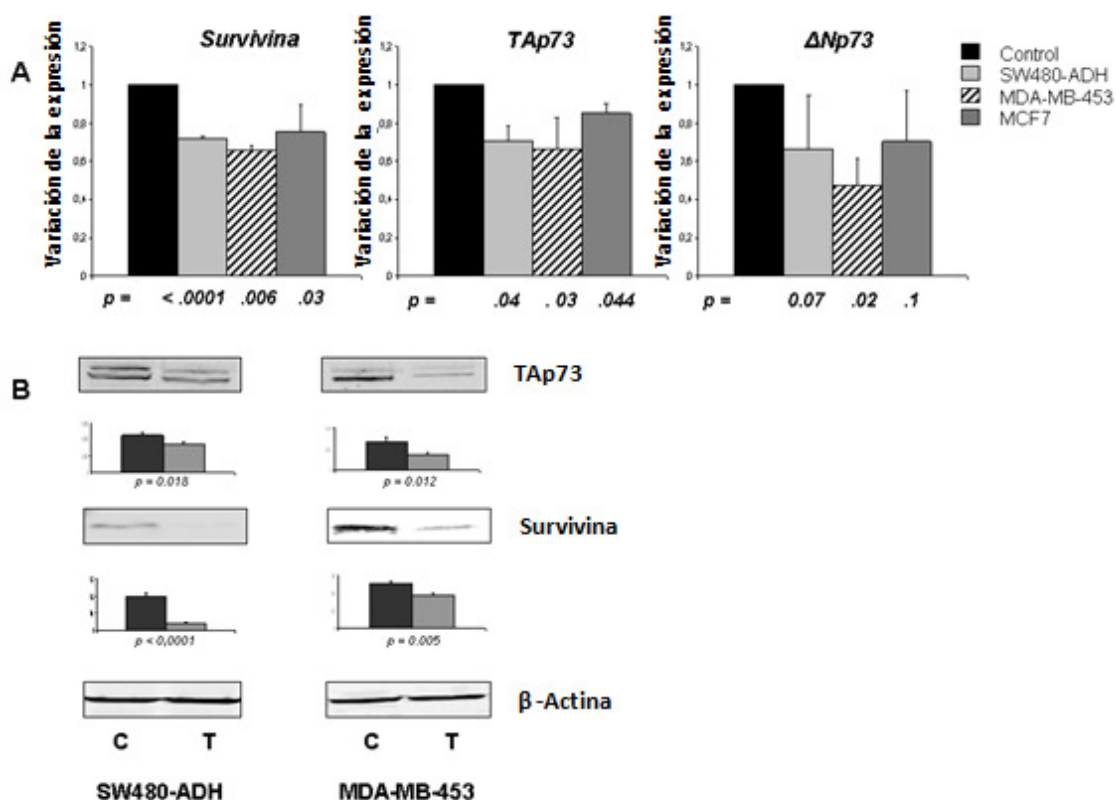 A
Survivina
Variación de la expresión
1,2
1
0,8
0,6
0,4
0,2
0
p = < .0001 .006 .03
TAp73
Variación de la expresión
1,2
1
0,8
0,6
0,4
0,2
0
p = .04 . 03 .044
ΔNp73
Variación de la expresión
1,2
1
0,8
0,6
0,4
0,2
0
p = 0.07 .02 .1
Control
SW480-ADH
MDA-MB-453
MCF7
B
TAp73
p = 0.018
p = 0.012
Survivina
p < 0,0001
p = 0.005
β-Actina
C T
C T
SW480-ADH
MDA-MB-453